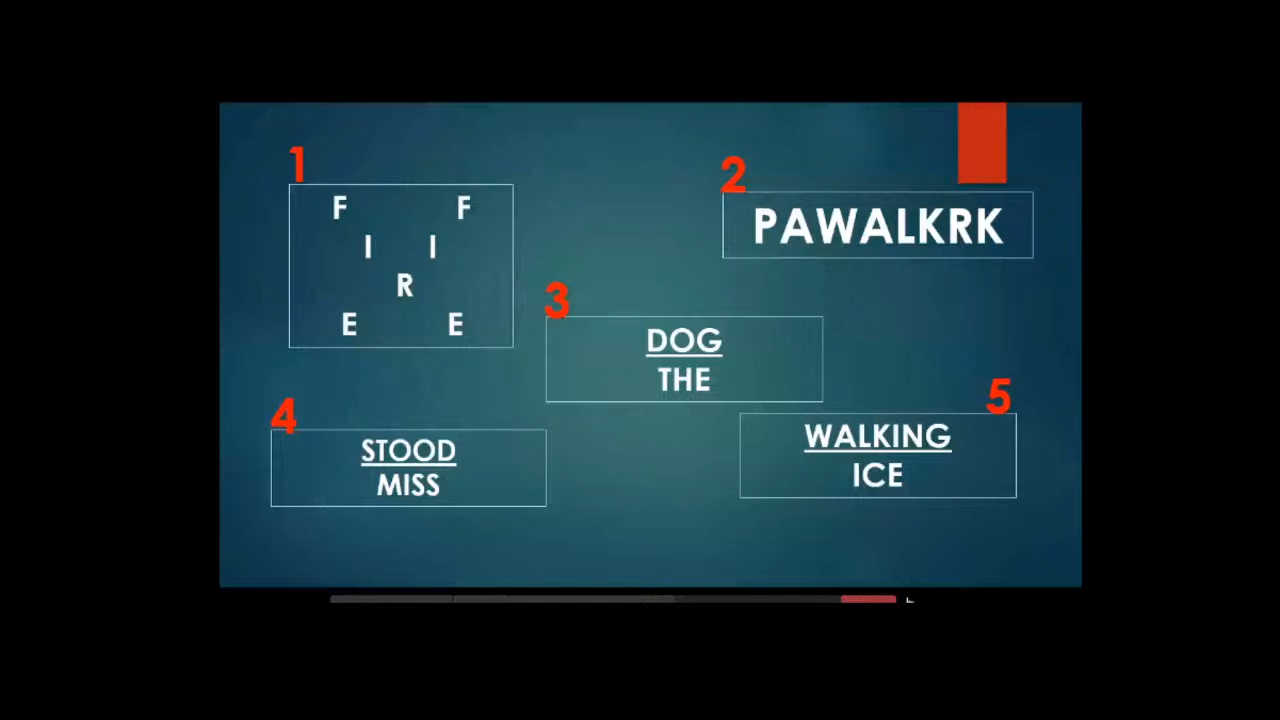 1
F F
I I
R
E E
2
PAWALKRK
3
DOG
THE
4
STOOD
MISS
5
WALKING
ICE